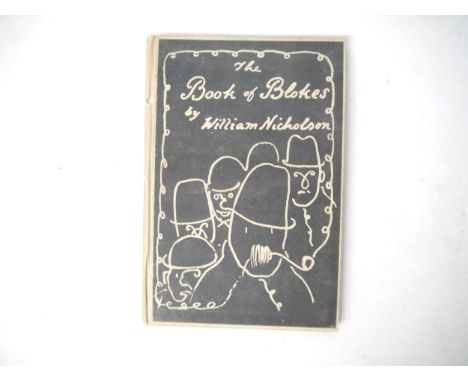 The
Book of Blokes
by William Nicholson